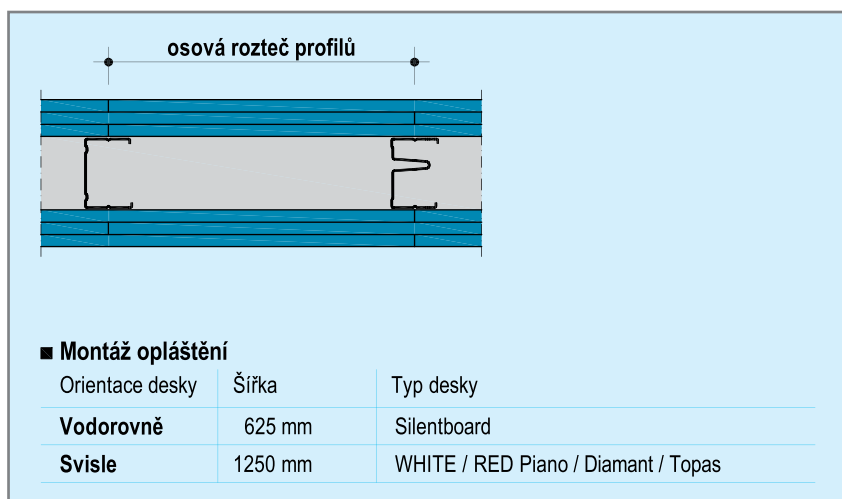 osová rozteč profilů
Montáž opláštění
Orientace desky Šířka Typ desky
Vodorovně 625 mm Silentboard
Svisle 1250 mm WHITE / RED Piano / Diamant / Topas